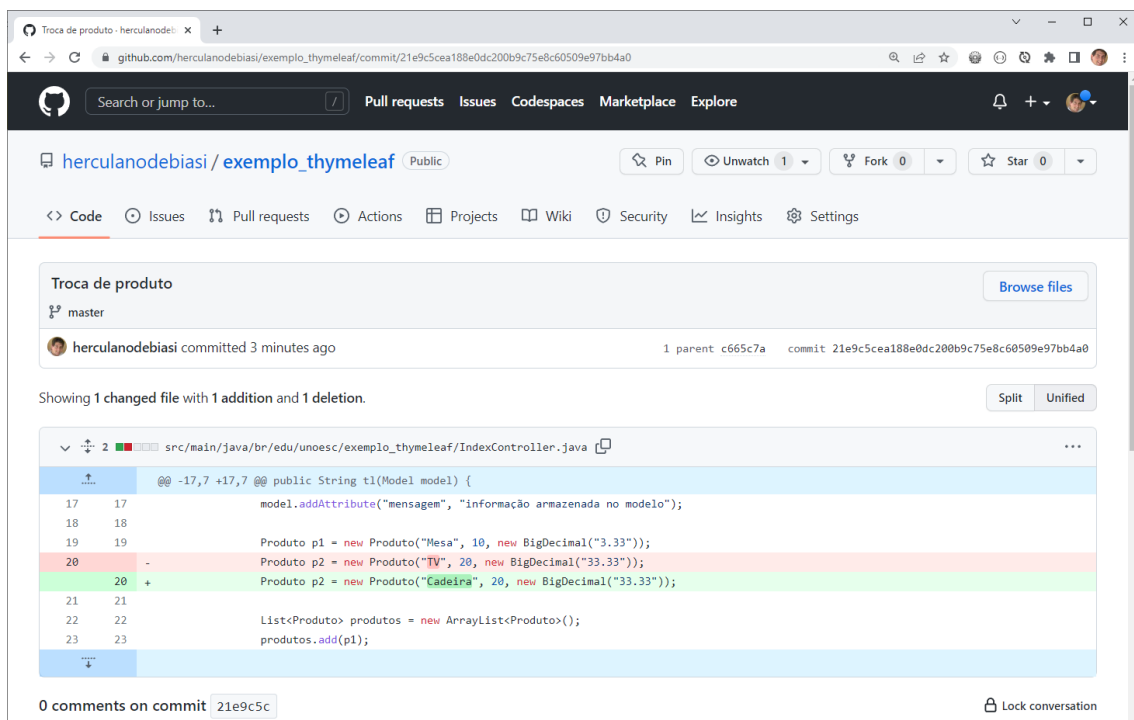 Troca de produto · herculanodeb
github.com/herculanodebiasi/exemplo_thymeleaf/commit/21e9c5cea188e0dc200b9c75e8c60509e97bb4a0
Search or jump to... / Pull requests Issues Codespaces Marketplace Explore
herculanodebiasi / exemplo_thymeleaf Public Pin Unwatch 1 Fork 0 Star 0
<> Code Issues Pull requests Actions Projects Wiki Security Insights Settings
Troca de produto Browse files
master
herculanodebiasi committed 3 minutes ago 1 parent c665c7a commit 21e9c5cea188e0dc200b9c75e8c60509e97bb4a0
Showing 1 changed file with 1 addition and 1 deletion. Split Unified
2 src/main/java/br/edu/unoesc/exemplo_thymeleaf/IndexController.java ...
@@ -17,7 +17,7 @@ public String tl(Model model) {
17 17 model.addAttribute("mensagem", "informação armazenada no modelo");
18 18
19 19 Produto p1 = new Produto("Mesa", 10, new BigDecimal("3.33"));
20 - Produto p2 = new Produto("TV", 20, new BigDecimal("33.33"));
20 + Produto p2 = new Produto("Cadeira", 20, new BigDecimal("33.33"));
21 21
22 22 List<Produto> produtos = new ArrayList<Produto>();
23 23 produtos.add(p1);
0 comments on commit 21e9c5c Lock conversation